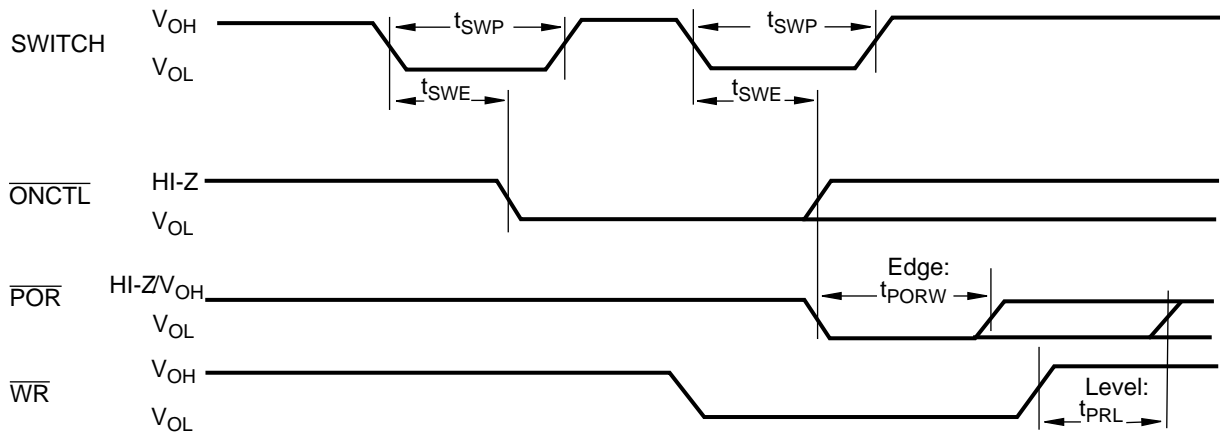 SWITCH
V_OH
V_OL
t_SWP
t_SWP
t_SWE
t_SWE
ONCTL
HI-Z
V_OL
POR
HI-Z/V_OH
V_OL
Edge:
t_PORW
WR
V_OH
V_OL
Level:
t_PRL